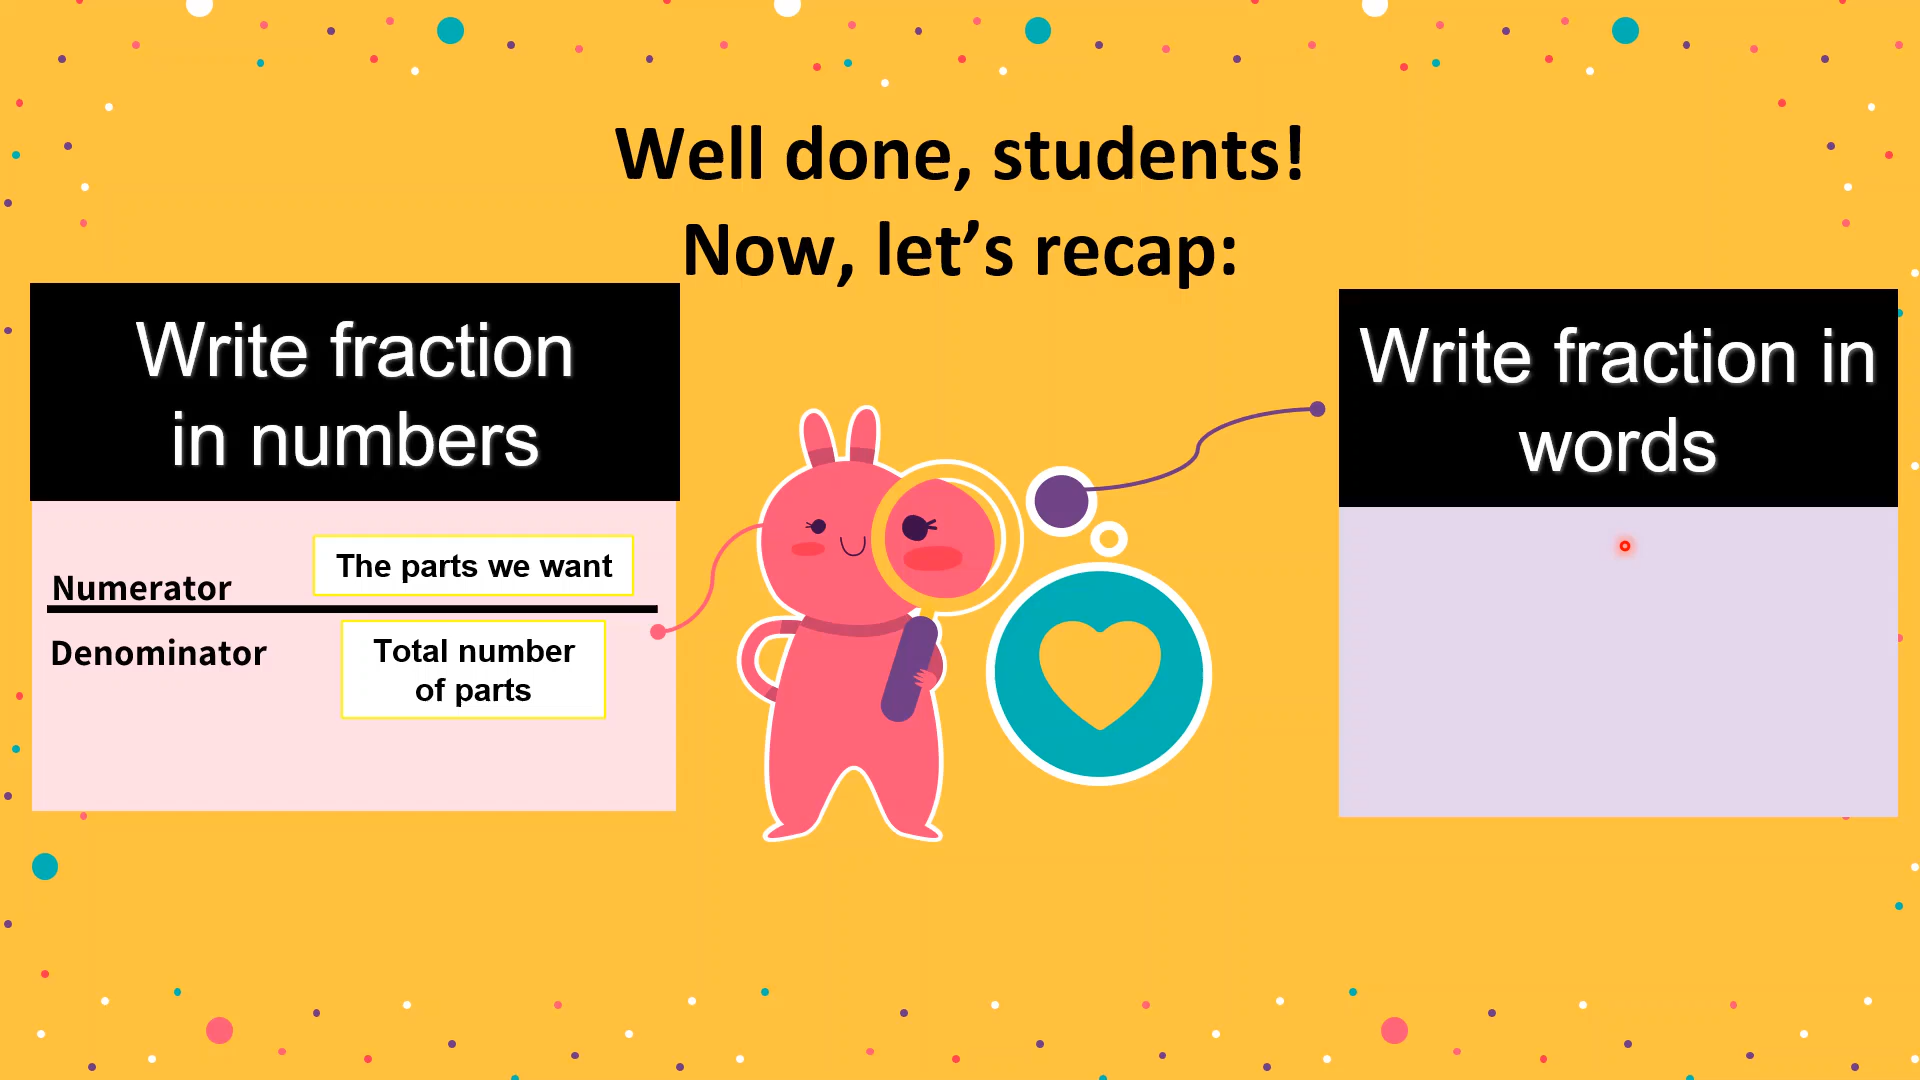 Well done, students!
Now, let’s recap:
Write fraction
in numbers
Numerator
The parts we want
Denominator
Total number
of parts
Write fraction in
words